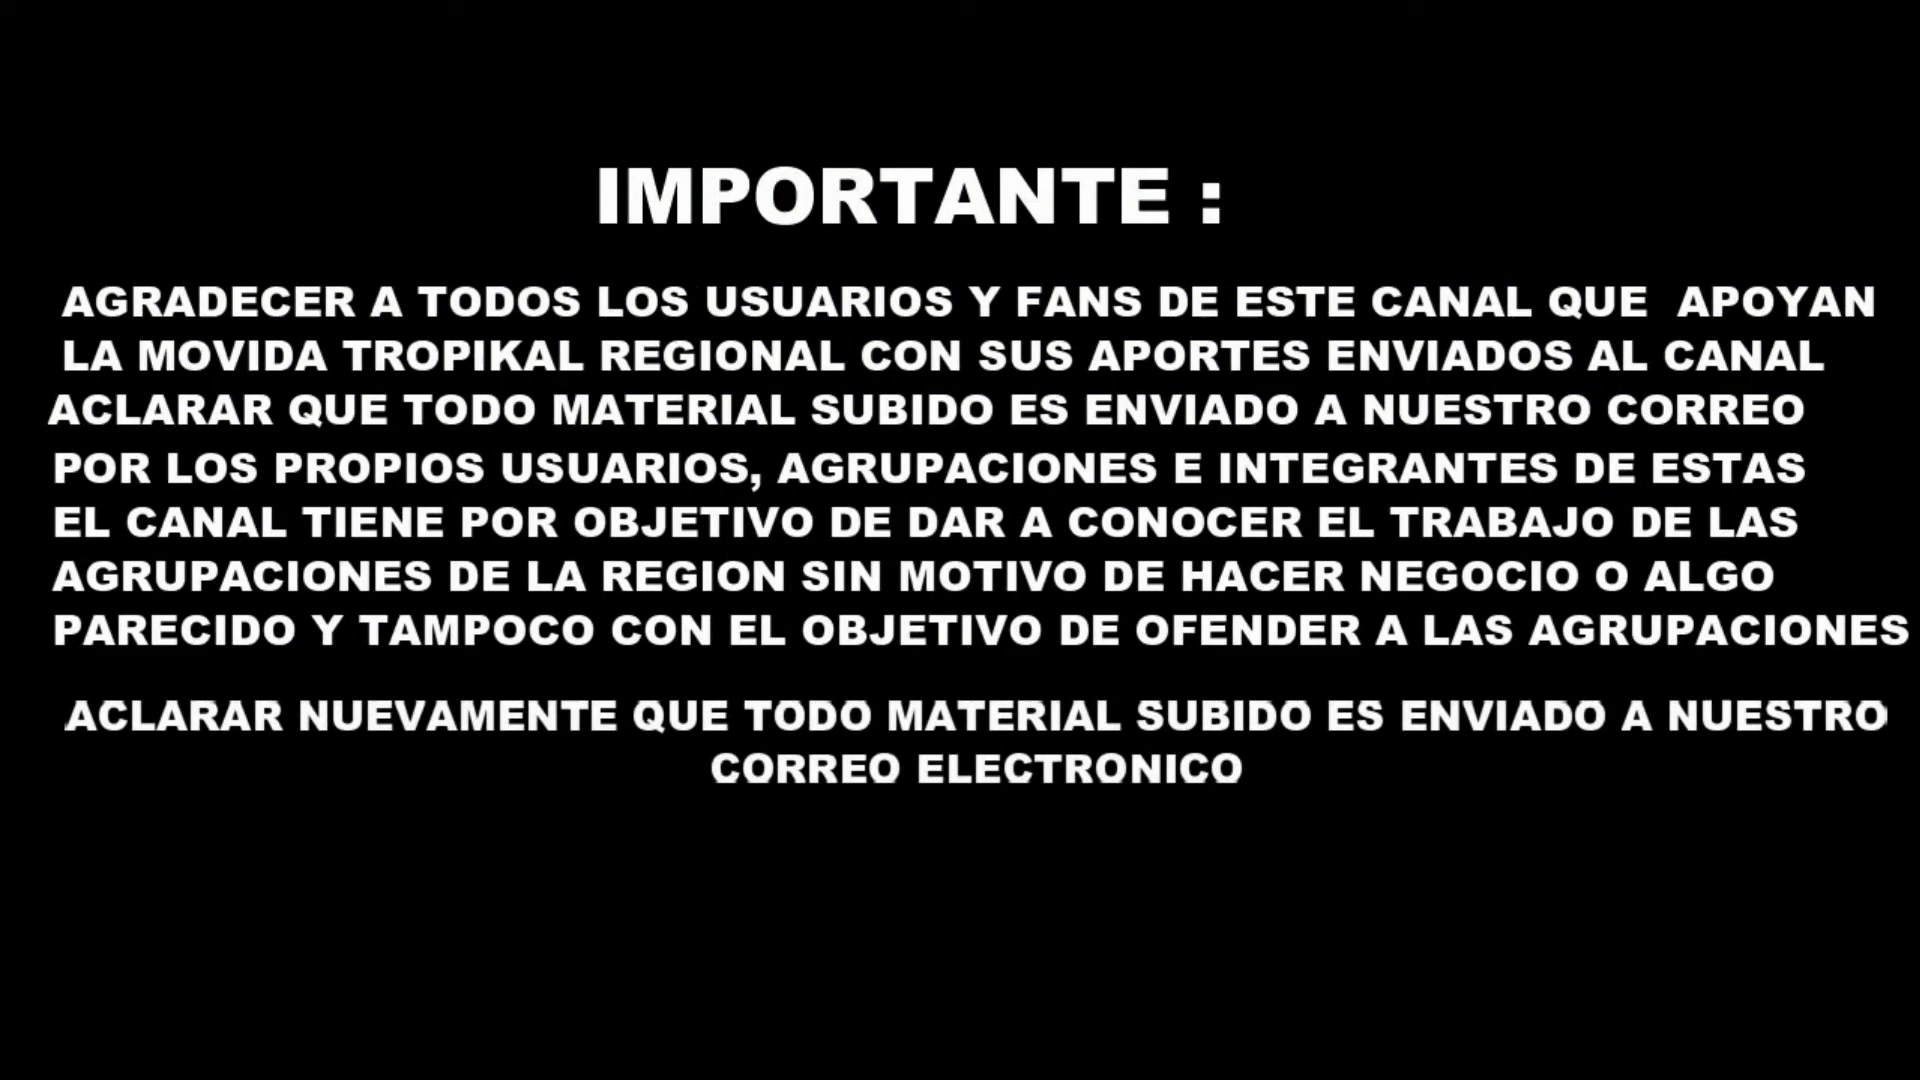 IMPORTANTE :
AGRADECER A TODOS LOS USUARIOS Y FANS DE ESTE CANAL QUE APOYAN
LA MOVIDA TROPIKAL REGIONAL CON SUS APORTES ENVIADOS AL CANAL
ACLARAR QUE TODO MATERIAL SUBIDO ES ENVIADO A NUESTRO CORREO
POR LOS PROPIOS USUARIOS, AGRUPACIONES E INTEGRANTES DE ESTAS
EL CANAL TIENE POR OBJETIVO DE DAR A CONOCER EL TRABAJO DE LAS
AGRUPACIONES DE LA REGION SIN MOTIVO DE HACER NEGOCIO O ALGO
PARECIDO Y TAMPOCO CON EL OBJETIVO DE OFENDER A LAS AGRUPACIONES
ACLARAR NUEVAMENTE QUE TODO MATERIAL SUBIDO ES ENVIADO A NUESTRO
CORREO ELECTRONICO